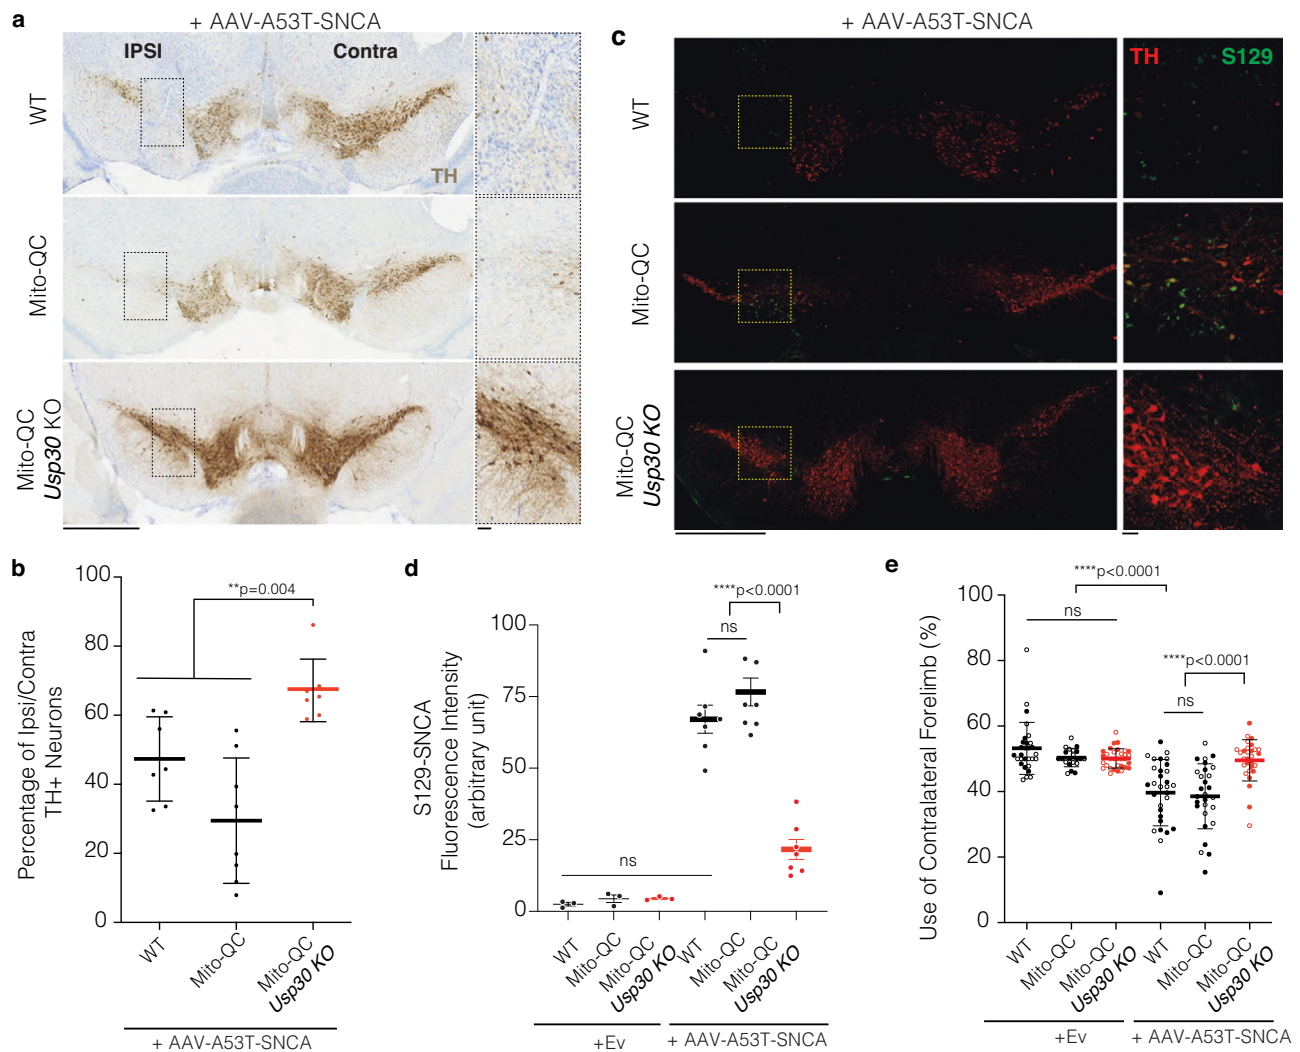 a
+ AAV-A53T-SNCA
IPSI
Contra
WT
TH
Mito-QC
Mito-QC
Usp30 KO
c
+ AAV-A53T-SNCA
WT
TH
S129
Mito-QC
Mito-QC
Usp30 KO
b
Percentage of Ipsi/Contra
TH+ Neurons
100
80
60
40
20
0
**p=0.004
WT
Mito-QC
Mito-QC
Usp30 KO
+ AAV-A53T-SNCA
d
S129-SNCA
Fluorescence Intensity
(arbitrary unit)
100
75
50
25
0
****p<0.0001
ns
ns
WT
Mito-QC
Mito-QC
Usp30 KO
WT
Mito-QC
Mito-QC
Usp30 KO
+Ev
+ AAV-A53T-SNCA
e
Use of Contralateral Forelimb (%)
100
80
60
40
20
0
****p<0.0001
ns
****p<0.0001
ns
WT
Mito-QC
Mito-QC
Usp30 KO
WT
Mito-QC
Mito-QC
Usp30 KO
+Ev
+ AAV-A53T-SNCA